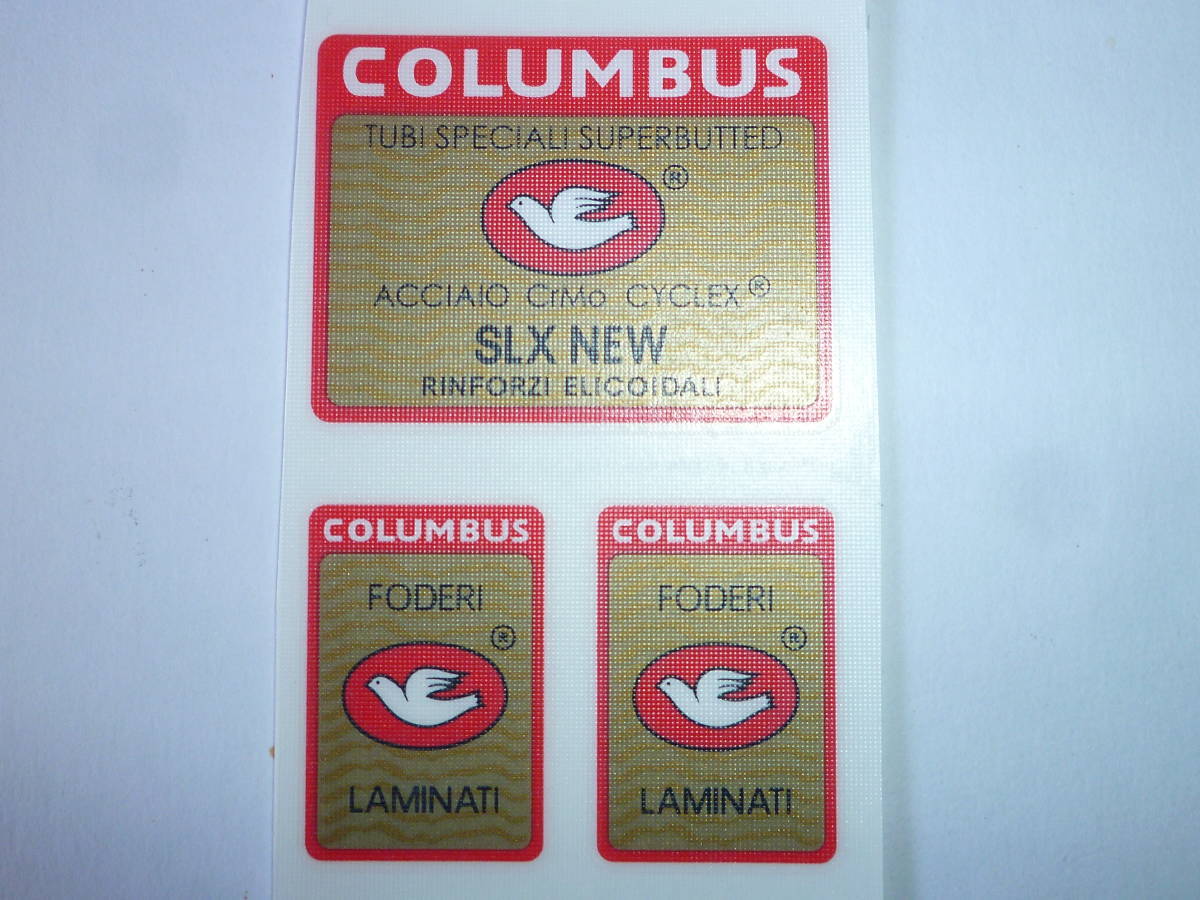 COLUMBUS
TUBI SPECIALI SUPERBUTTED
®
ACCIAIO CrMo CYCLEX®
SLX NEW
RINFORZI ELICOIDALI
COLUMBUS
FODERI
®
LAMINATI
COLUMBUS
FODERI
®
LAMINATI